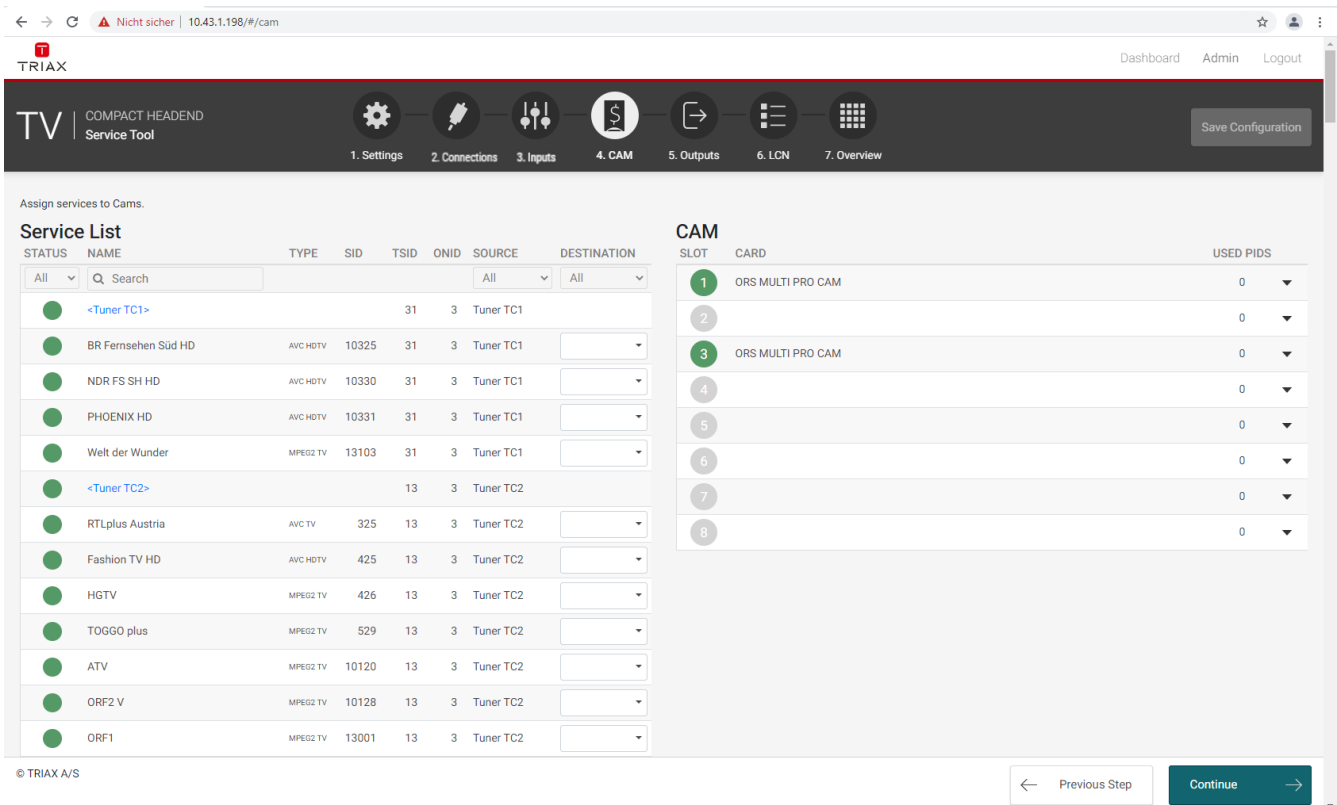 Nicht sicher 10.43.1.198/#/cam
T
TRIAX
Dashboard Admin Logout
TV COMPACT HEADEND
Service Tool
1. Settings 2. Connections 3. Inputs 4. CAM 5. Outputs 6. LCN 7. Overview
Save Configuration
Assign services to Cams.
Service List
STATUS NAME TYPE SID TSID ONID SOURCE DESTINATION
All Search All All
<Tuner TC1> 31 3 Tuner TC1
BR Fernsehen Süd HD AVC HDTV 10325 31 3 Tuner TC1
NDR FS SH HD AVC HDTV 10330 31 3 Tuner TC1
PHOENIX HD AVC HDTV 10331 31 3 Tuner TC1
Welt der Wunder MPEG2 TV 13103 31 3 Tuner TC1
<Tuner TC2> 13 3 Tuner TC2
RTLplus Austria AVC TV 325 13 3 Tuner TC2
Fashion TV HD AVC HDTV 425 13 3 Tuner TC2
HGTV MPEG2 TV 426 13 3 Tuner TC2
TOGGO plus MPEG2 TV 529 13 3 Tuner TC2
ATV MPEG2 TV 10120 13 3 Tuner TC2
ORF2 V MPEG2 TV 10128 13 3 Tuner TC2
ORF1 MPEG2 TV 13001 13 3 Tuner TC2
CAM
SLOT CARD USED PIDS
1 ORS MULTI PRO CAM 0
2 0
3 ORS MULTI PRO CAM 0
4 0
5 0
6 0
7 0
8 0
© TRIAX A/S
Previous Step
Continue